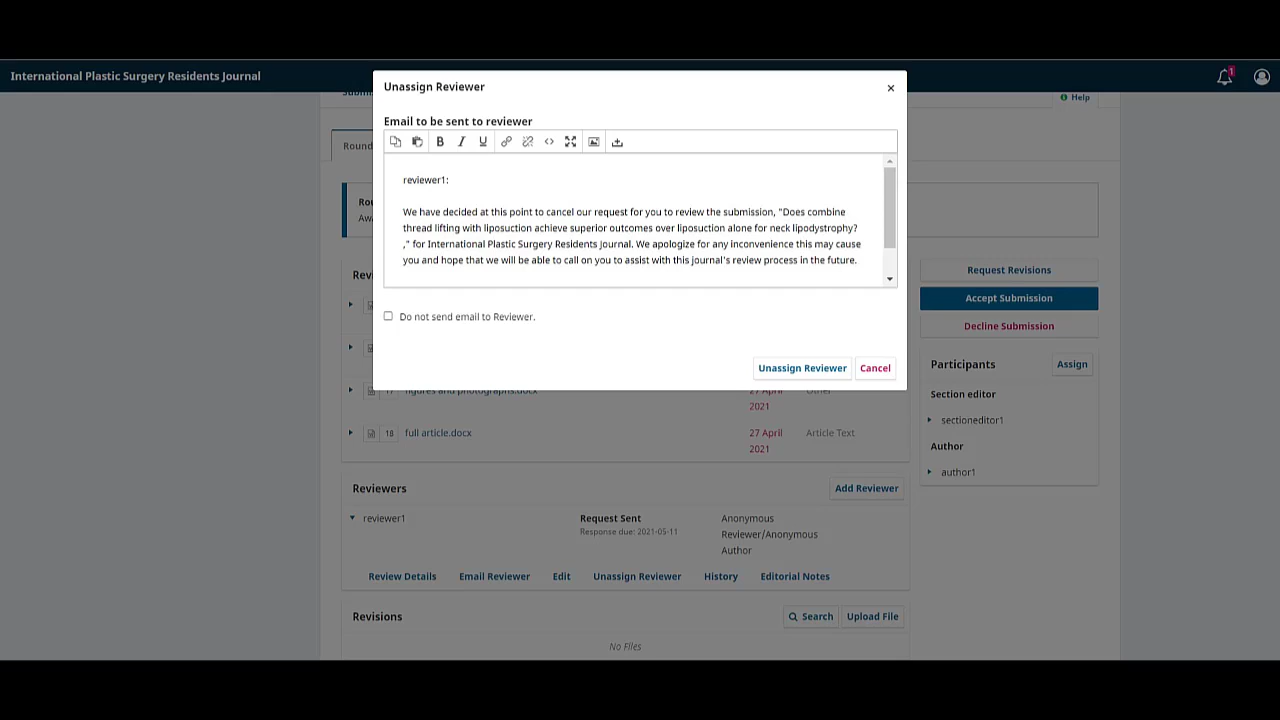 International Plastic Surgery Residents Journal
1
Unassign Reviewer
×
Help
Email to be sent to reviewer
B I U
Round
reviewer1:
We have decided at this point to cancel our request for you to review the submission, "Does combine
thread lifting with liposuction achieve superior outcomes over liposuction alone for neck lipodystrophy?
," for International Plastic Surgery Residents Journal. We apologize for any inconvenience this may cause
you and hope that we will be able to call on you to assist with this journal's review process in the future.
Do not send email to Reviewer.
Unassign Reviewer Cancel
Request Revisions
Accept Submission
Decline Submission
Participants Assign
Section editor
sectioneditor1
Author
author1
17 figures and photographs.docx 27 April Other
2021
18 full article.docx 27 April Article Text
2021
Reviewers Add Reviewer
reviewer1 Request Sent Anonymous
Response due: 2021-05-11 Reviewer/Anonymous
Author
Review Details Email Reviewer Edit Unassign Reviewer History Editorial Notes
Revisions Search Upload File
No Files